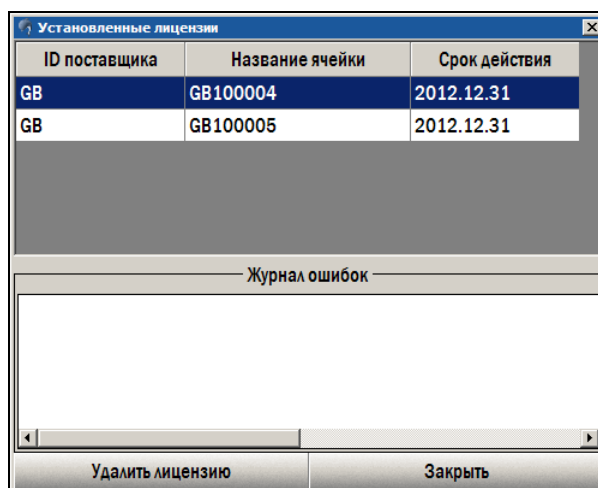 Установленные лицензии
ID поставщика Название ячейки Срок действия
GB GB100004 2012.12.31
GB GB100005 2012.12.31
Журнал ошибок
Удалить лицензию Закрыть